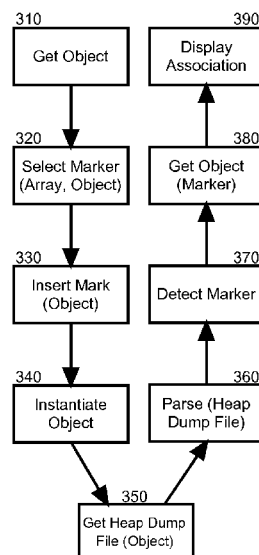 310
Get Object
320
Select Marker
(Array, Object)
330
Insert Mark
(Object)
340
Instantiate
Object
350
Get Heap Dump
File (Object)
360
Parse (Heap
Dump File)
370
Detect Marker
380
Get Object
(Marker)
390
Display
Association